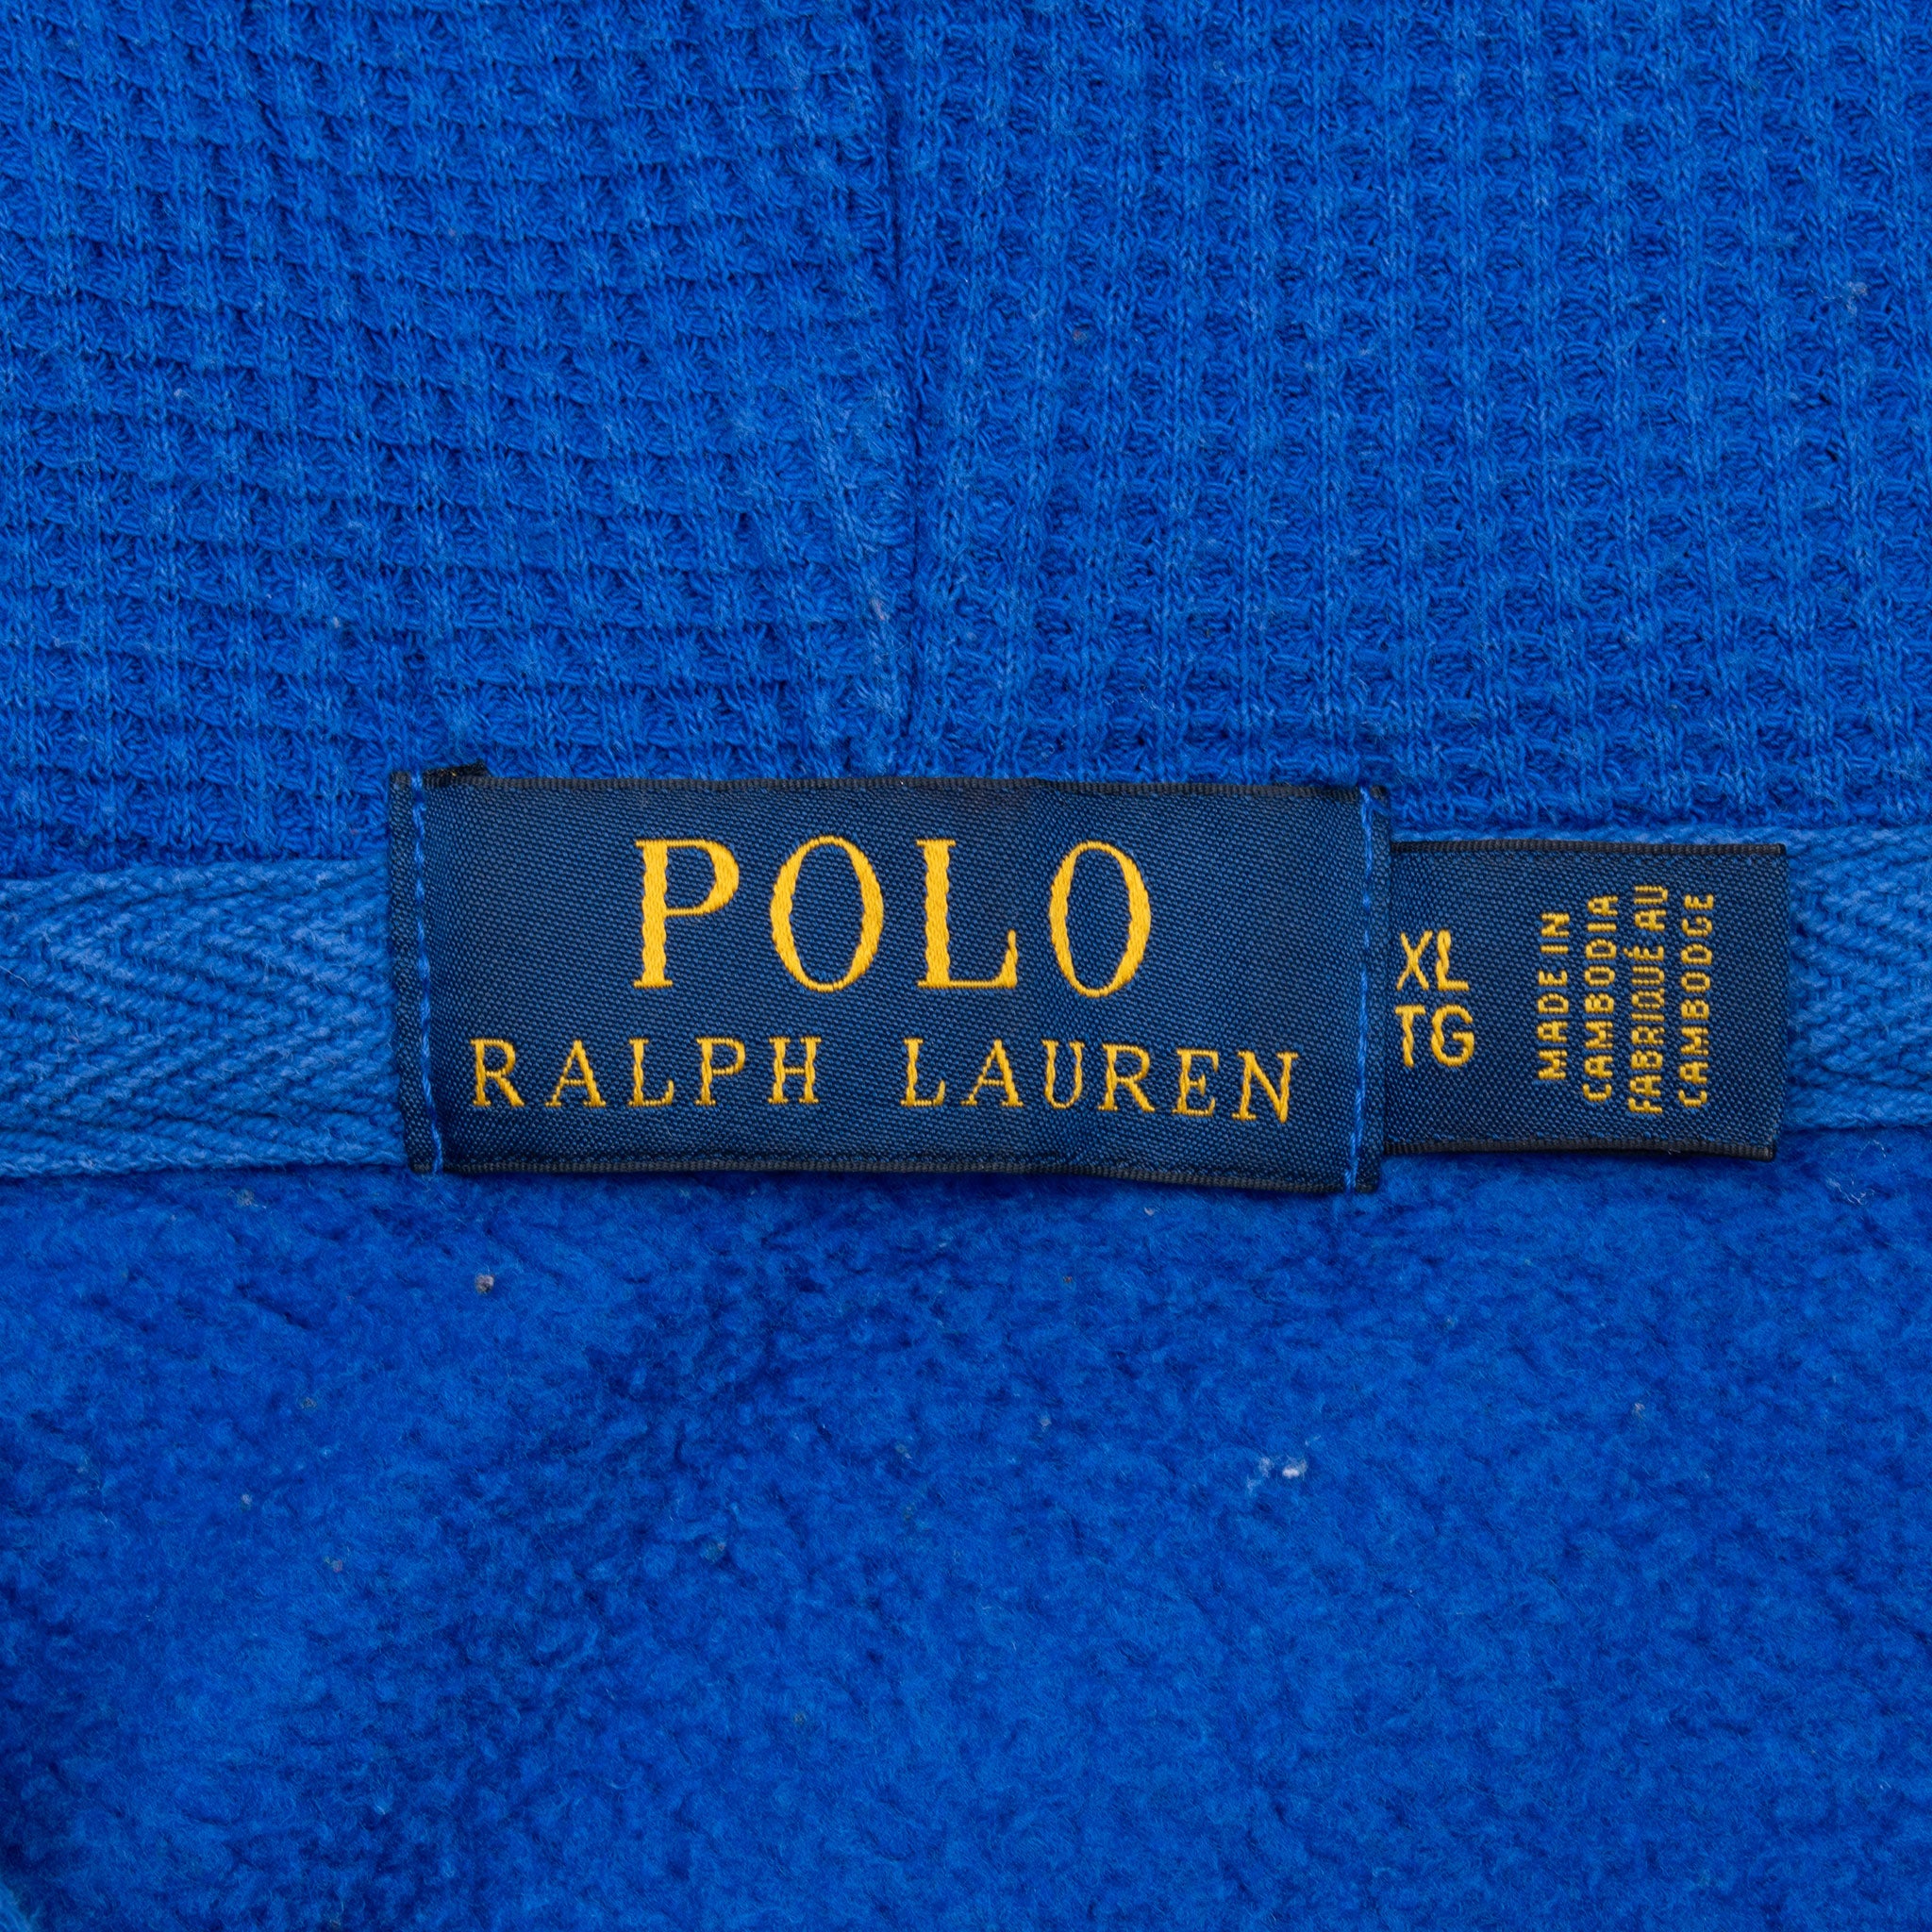 POLO
RALPH LAUREN
XL
TG
MADE IN
CAMBODIA
FABRIQUÉ AU
CAMBODGE